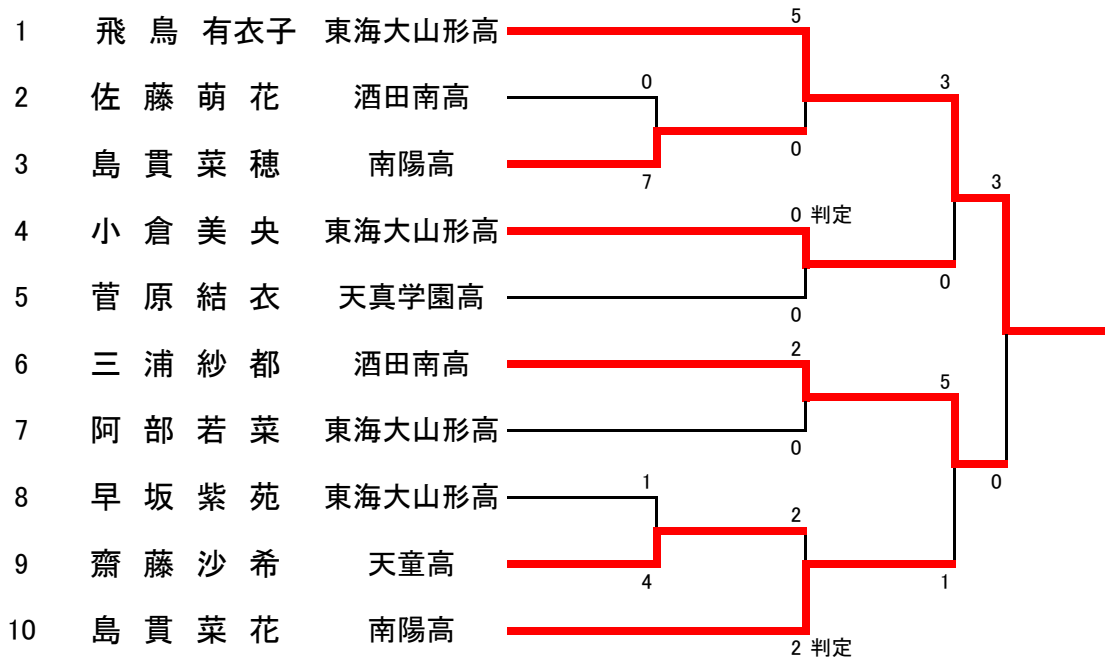 5
1 飛鳥 有衣子 東海大山形高
0 3
2 佐藤萌花 酒田南高
0
3 島貫菜穂 南陽高
7 3
0 判定
4 小倉美央 東海大山形高
0
5 菅原結衣 天真学園高
0
2
6 三浦紗都 酒田南高
5
7 阿部若菜 東海大山形高
0
1 0
8 早坂紫苑 東海大山形高
2
9 齋藤沙希 天童高
4 1
10 島貫菜花 南陽高
2 判定